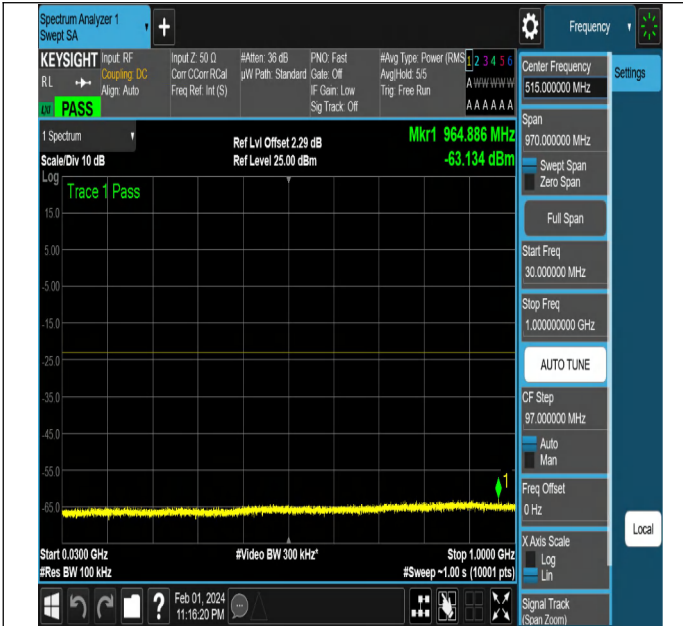 Spectrum Analyzer 1
Swept SA
Frequency
KEYSIGHT
RL
LXI
PASS
Input: RF
Coupling: DC
Align: Auto
Input Z: 50 Ω
Corr CCorr RCal
Freq Ref: Int (S)
#Atten: 36 dB
µW Path: Standard
PNO: Fast
Gate: Off
IF Gain: Low
Sig Track: Off
#Avg Type: Power (RMS
Avg|Hold: 5/5
Trig: Free Run
1 2 3 4 5 6
A W W W W W
A A A A A A
1 Spectrum
Scale/Div 10 dB
Ref Lvl Offset 2.29 dB
Ref Level 25.00 dBm
Mkr1 964.886 MHz
-63.134 dBm
Log
Trace 1 Pass
15.0
5.00
-5.00
-15.0
-25.0
-35.0
-45.0
-55.0
-65.0
1
Start 0.0300 GHz
#Res BW 100 kHz
#Video BW 300 kHz*
Stop 1.0000 GHz
#Sweep ~1.00 s (10001 pts)
Feb 01, 2024
11:16:20 PM
Center Frequency
515.000000 MHz
Span
970.000000 MHz
Swept Span
Zero Span
Full Span
Start Freq
30.000000 MHz
Stop Freq
1.000000000 GHz
AUTO TUNE
CF Step
97.000000 MHz
Auto
Man
Freq Offset
0 Hz
X Axis Scale
Log
Lin
Signal Track
(Span Zoom)
Settings
Local